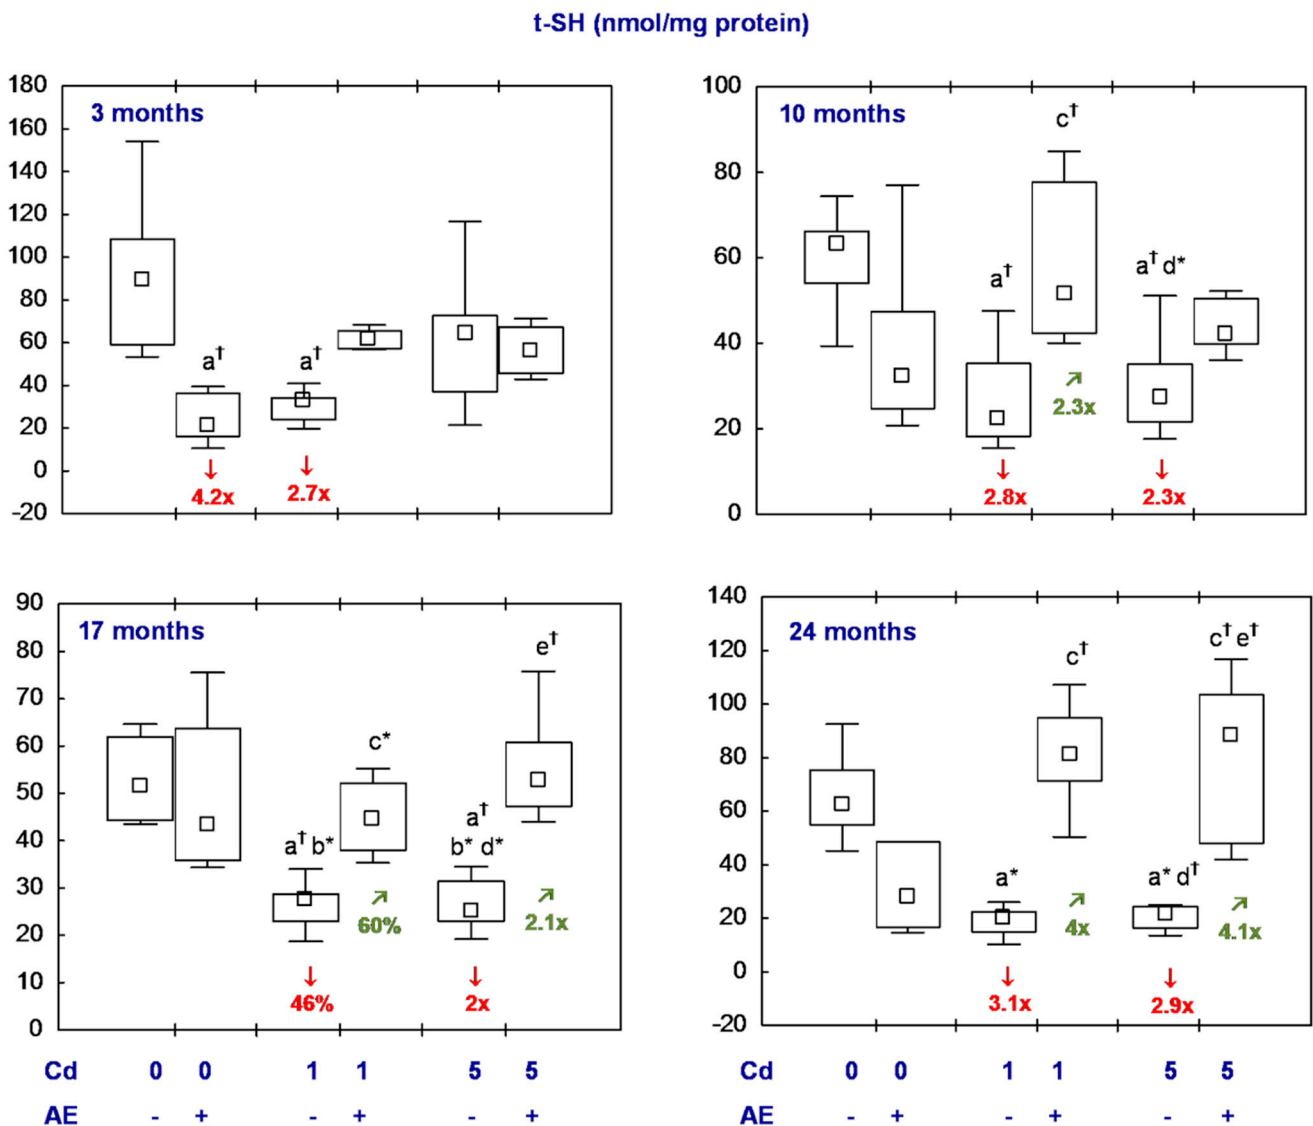 t-SH (nmol/mg protein)
3 months
180
160
140
120
100
80
60
40
20
0
-20
a†
a†
↓
↓
4.2x
2.7x
10 months
100
80
60
40
20
0
c†
a†
a† d*
↗
2.3x
↓
↓
2.8x
2.3x
17 months
90
80
70
60
50
40
30
20
10
0
e†
c*
a† b*
a†
b* d*
↗
↗
60%
2.1x
↓
↓
46%
2x
24 months
140
120
100
80
60
40
20
0
-20
c†
c† e†
a*
a* d†
↗
↗
4x
4.1x
↓
↓
3.1x
2.9x
Cd 0 0 1 1 5 5
AE - + - + - +
Cd 0 0 1 1 5 5
AE - + - + - +